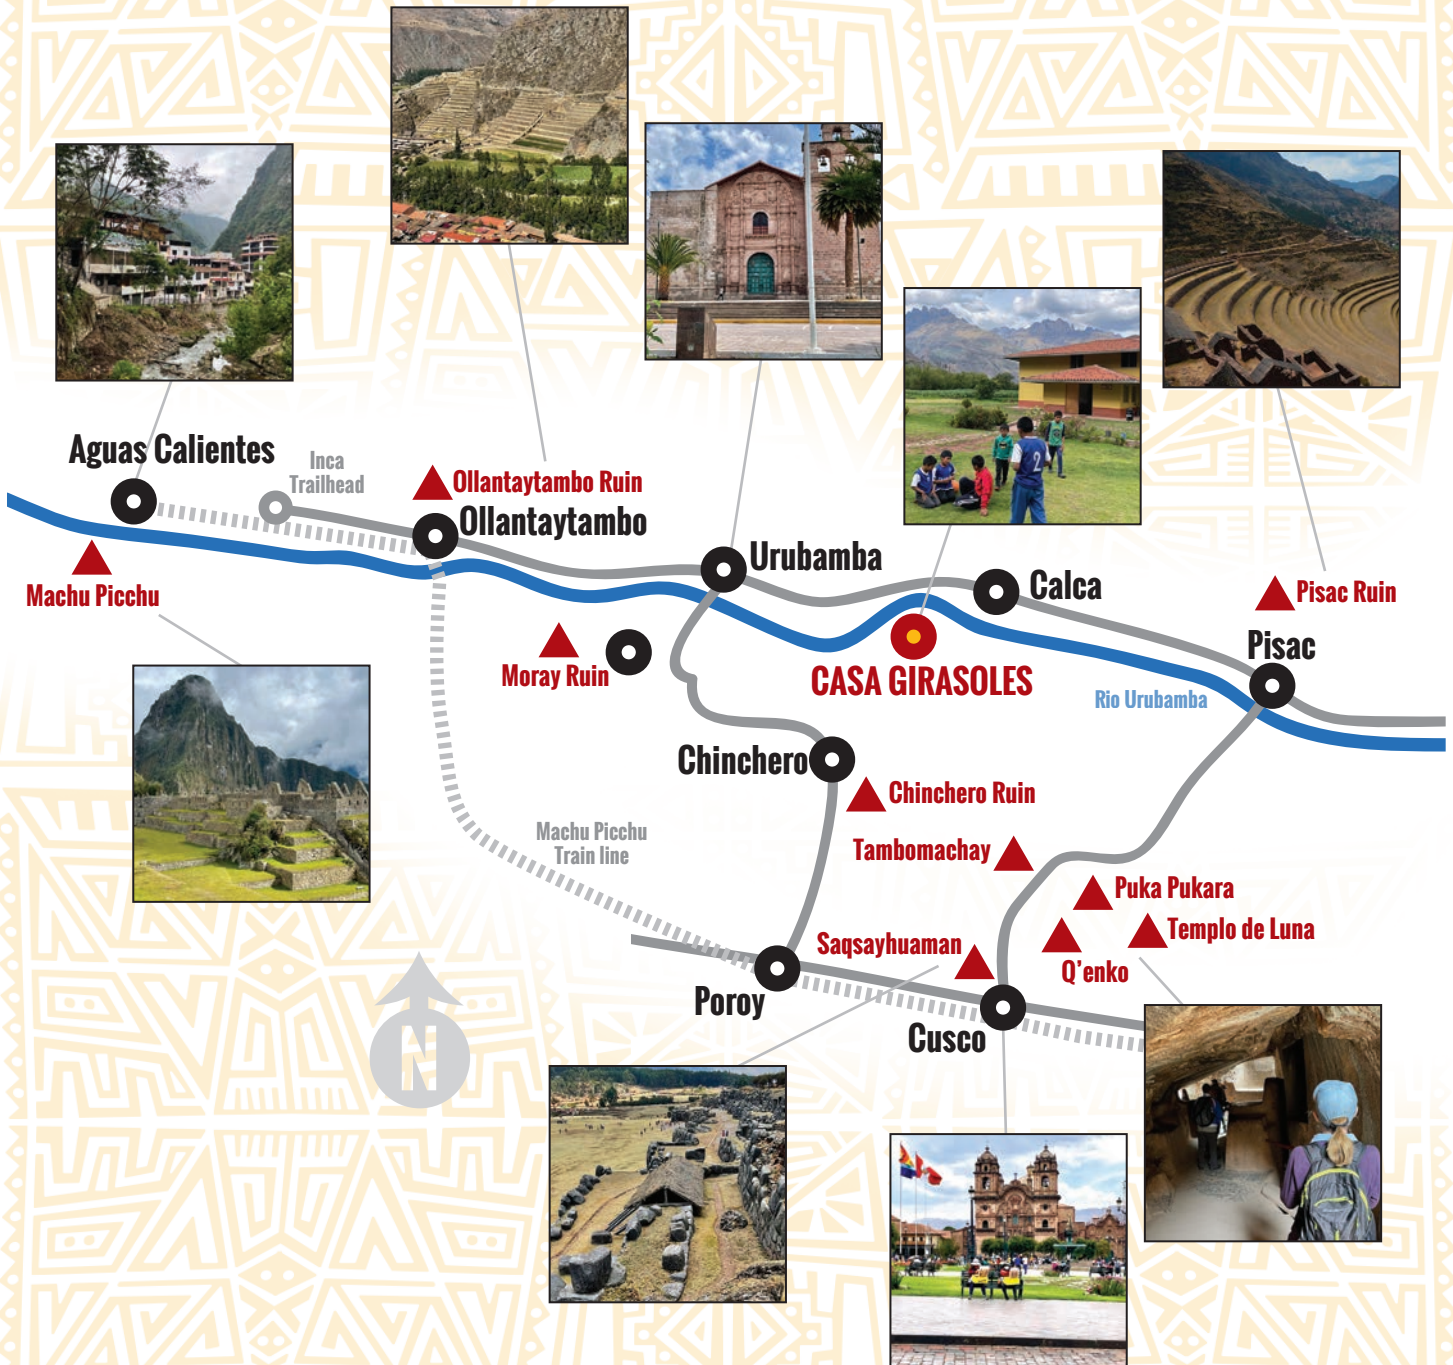 Aguas Calientes
Inca
Trailhead
Ollantaytambo Ruin
Ollantaytambo
Urubamba
Calca
Pisac Ruin
Machu Picchu
Pisac
Moray Ruin
CASA GIRASOLES
Rio Urubamba
Chinchero
Chinchero Ruin
Machu Picchu
Train line
Tambomachay
Puka Pukara
Templo de Luna
Saqsayhuaman
Q'enko
Poroy
Cusco
N
2